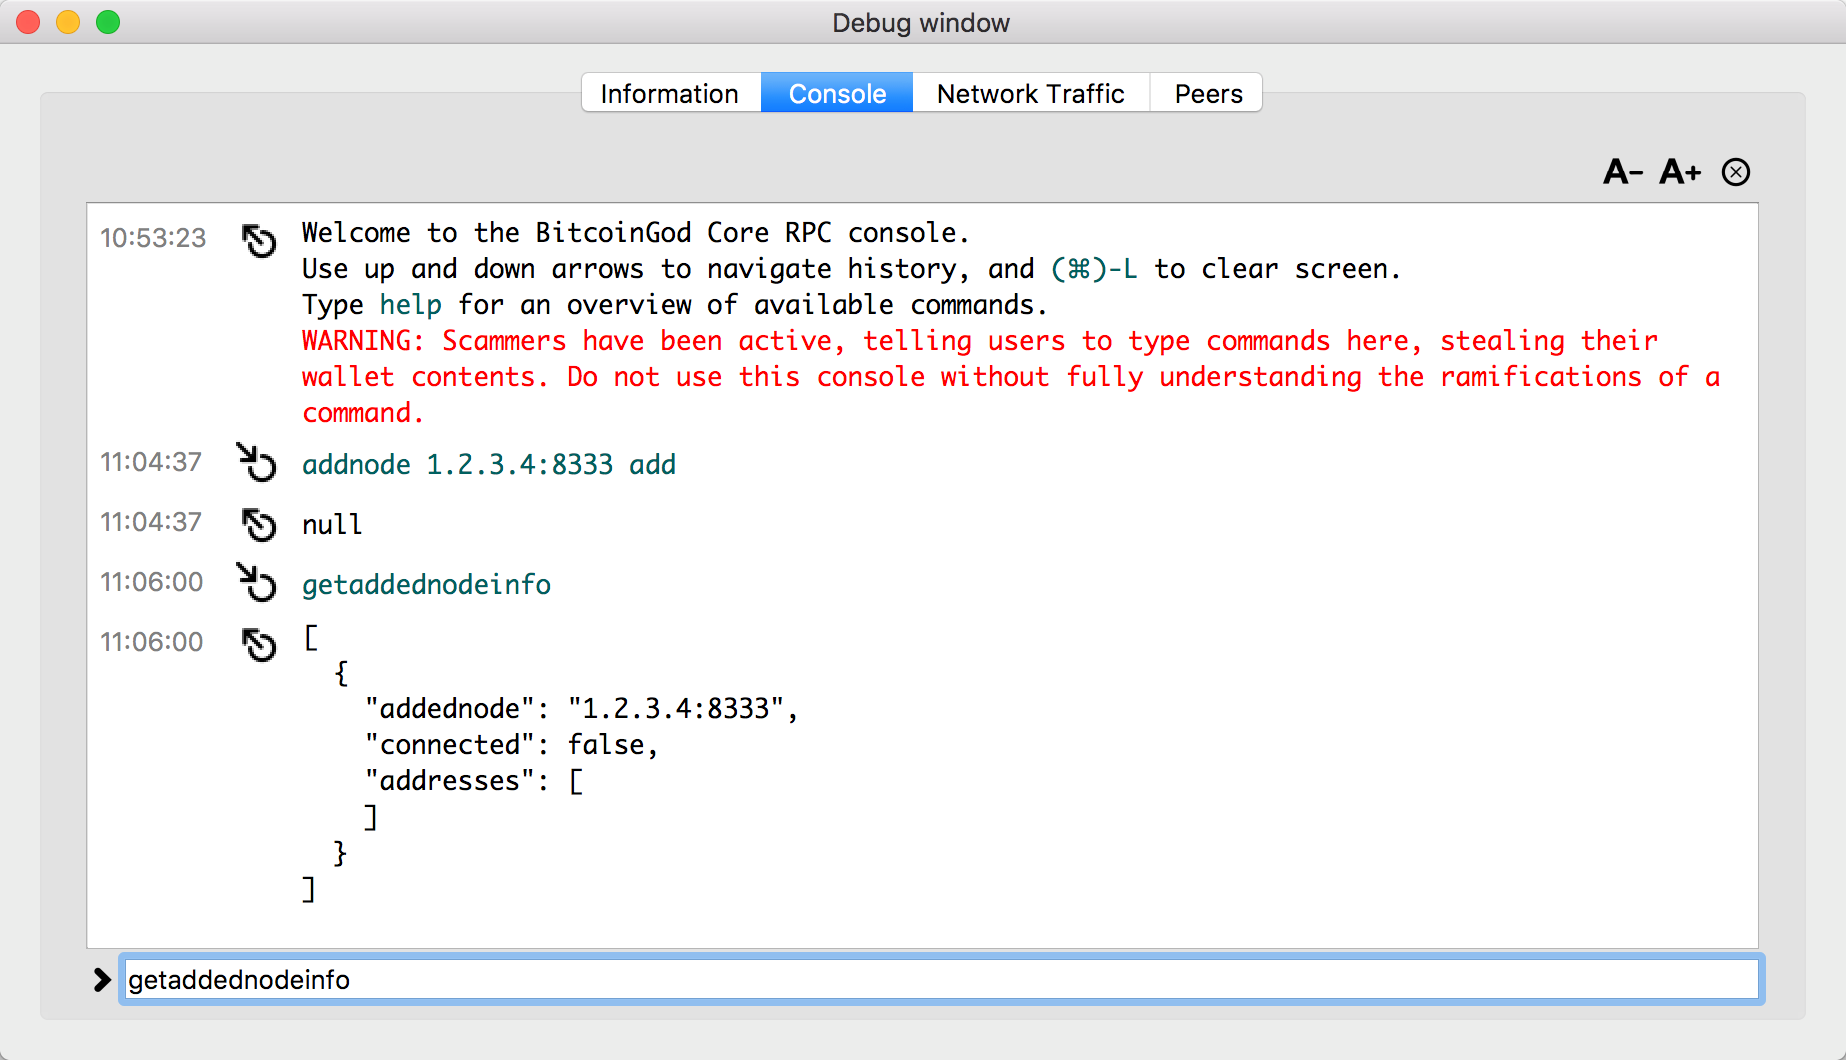 Debug window
Information Console Network Traffic Peers
A- A+
10:53:23 Welcome to the BitcoinGod Core RPC console.
Use up and down arrows to navigate history, and (⌘)-L to clear screen.
Type help for an overview of available commands.
WARNING: Scammers have been active, telling users to type commands here, stealing their
wallet contents. Do not use this console without fully understanding the ramifications of a
command.
11:04:37 addnode 1.2.3.4:8333 add
11:04:37 null
11:06:00 getaddednodeinfo
11:06:00 [
{
"addednode": "1.2.3.4:8333",
"connected": false,
"addresses": [
]
}
]
getaddednodeinfo